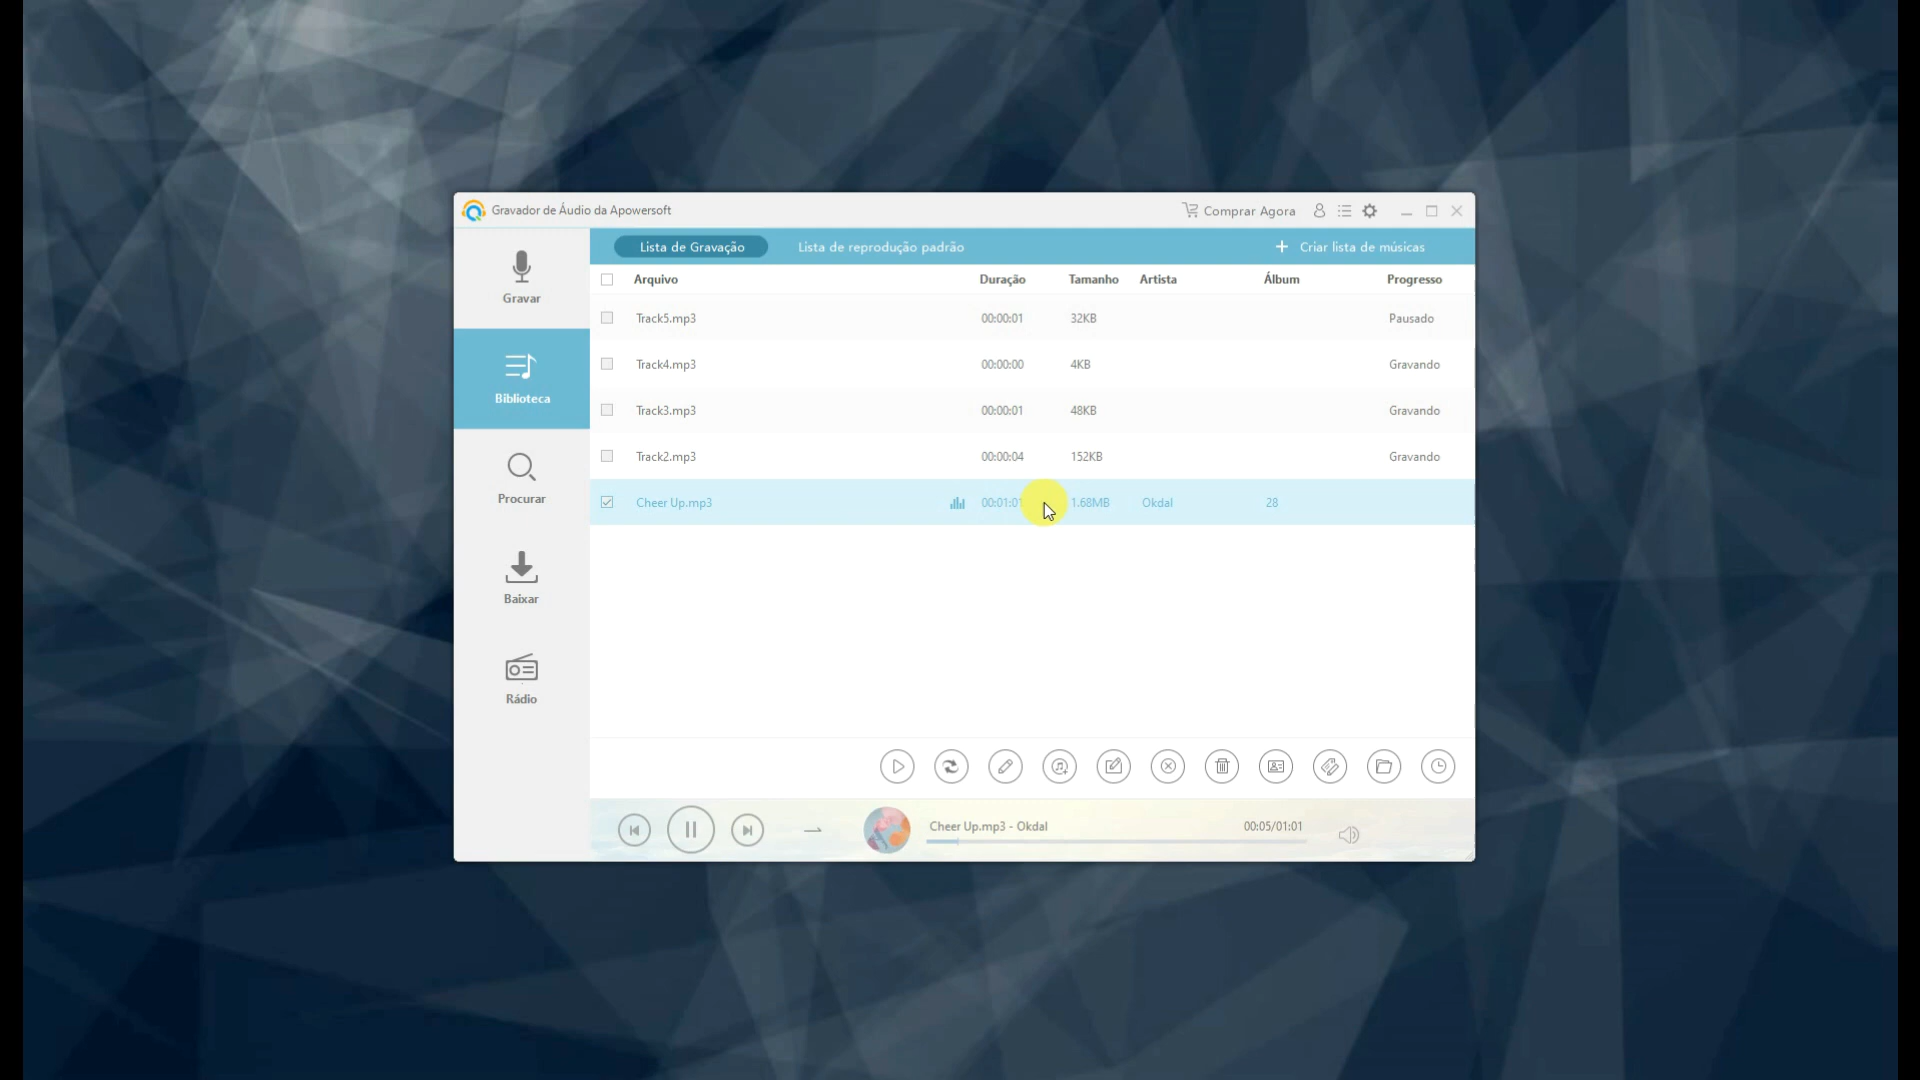 Gravador de Áudio da Apowersoft
Comprar Agora
Gravar
Biblioteca
Procurar
Baixar
Rádio
Lista de Gravação Lista de reprodução padrão + Criar lista de músicas
Arquivo Duração Tamanho Artista Álbum Progresso
Track5.mp3 00:00:01 32KB Pausado
Track4.mp3 00:00:00 4KB Gravando
Track3.mp3 00:00:01 48KB Gravando
Track2.mp3 00:00:04 152KB Gravando
Cheer Up.mp3 00:01:01 1.68MB Okdal 28
Cheer Up.mp3 - Okdal 00:05/01:01